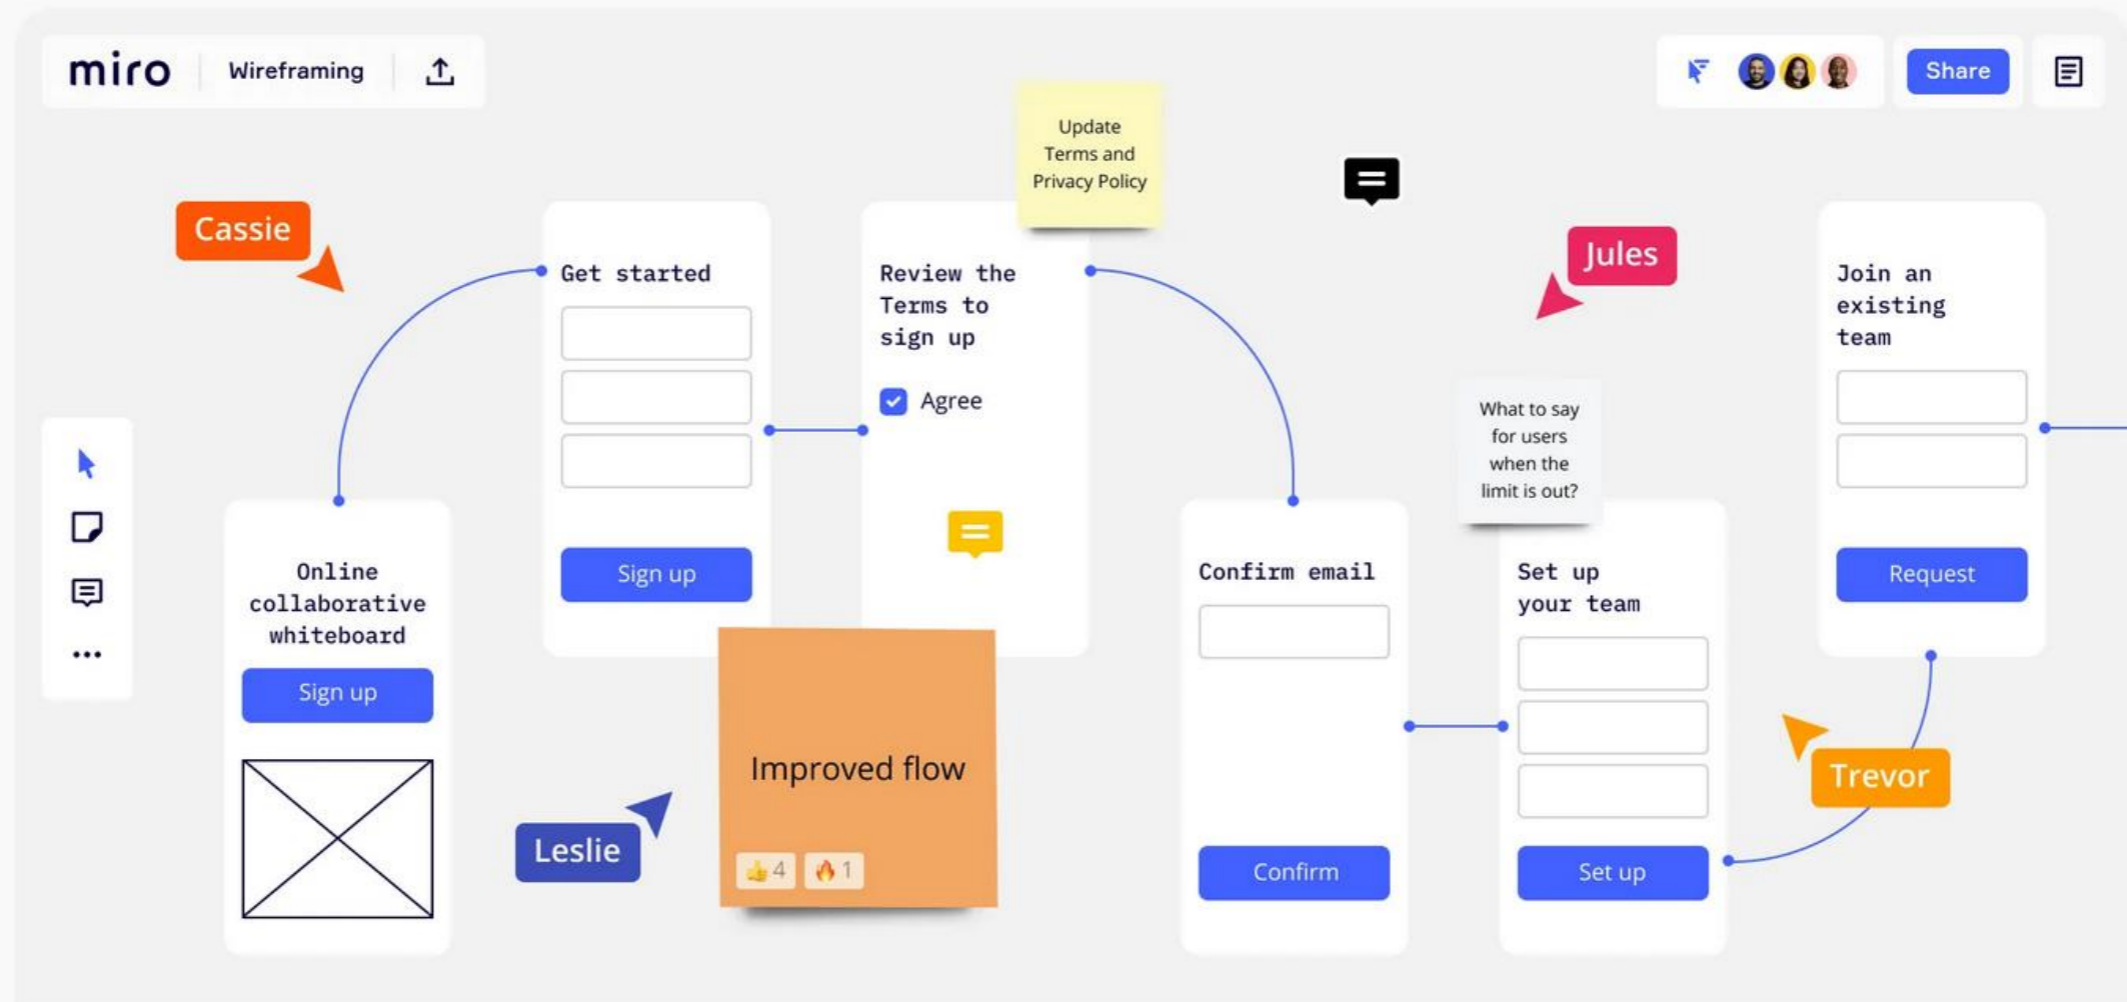 miro
Wireframing
Share
Update
Terms and
Privacy Policy
Cassie
Jules
Get started
Sign up
Review the
Terms to
sign up
Agree
Join an
existing
team
Request
What to say
for users
when the
limit is out?
Online
collaborative
whiteboard
Sign up
Confirm email
Confirm
Set up
your team
Set up
Improved flow
4
1
Leslie
Trevor